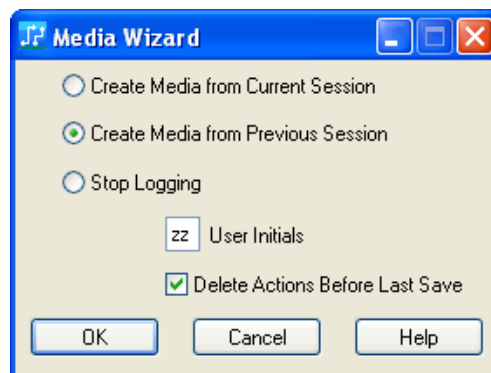 Media Wizard
Create Media from Current Session
Create Media from Previous Session
Stop Logging
zz User Initials
Delete Actions Before Last Save
OK Cancel Help